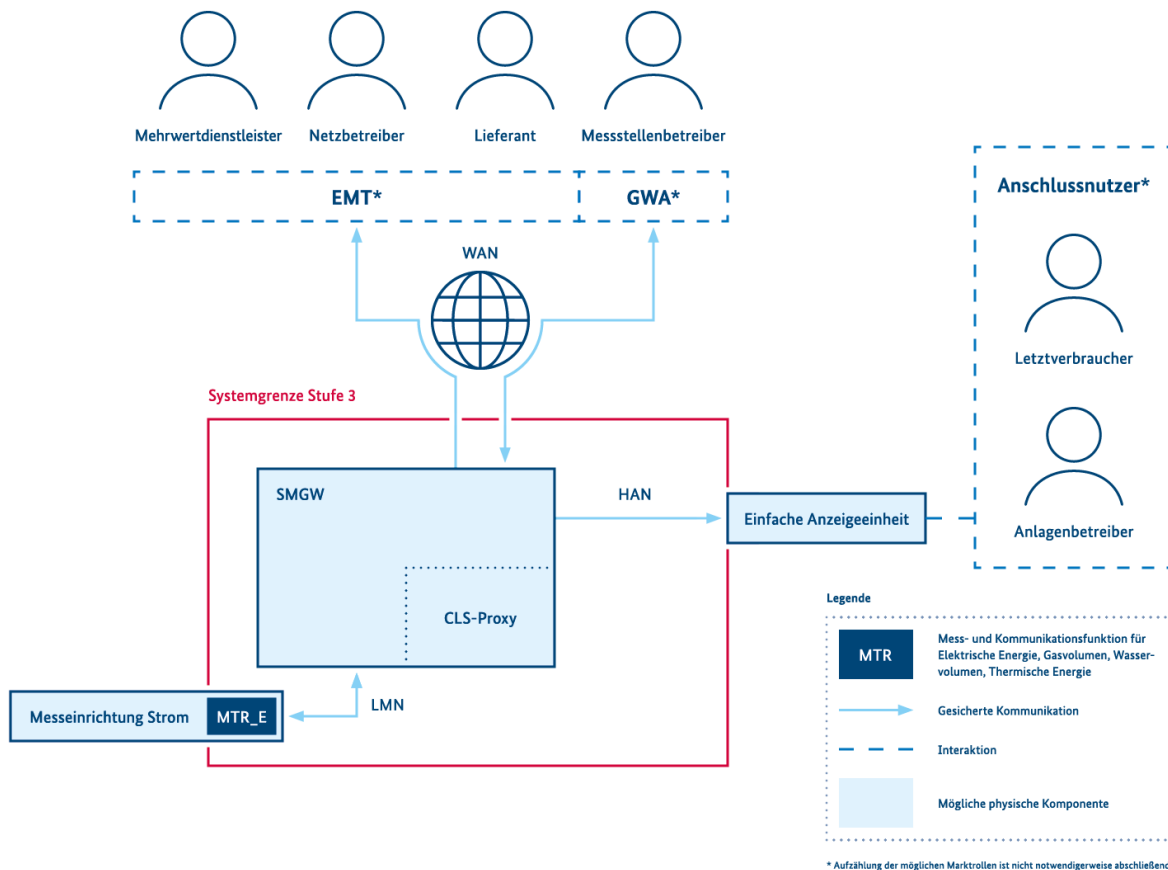 Mehrwertdienstleister
Netzbetreiber
Lieferant
Messstellenbetreiber
EMT*
GWA*
Anschlussnutzer*
WAN
Letztverbraucher
Systemgrenze Stufe 3
SMGW
HAN
Einfache Anzeigeeinheit
Anlagenbetreiber
CLS-Proxy
LMN
Messeinrichtung Strom
MTR_E
Legende
MTR
Mess- und Kommunikationsfunktion für
Elektrische Energie, Gasvolumen, Wasser-
volumen, Thermische Energie
Gesicherte Kommunikation
Interaktion
Mögliche physische Komponente
* Aufzählung der möglichen Marktrollen ist nicht notwendigerweise abschließend